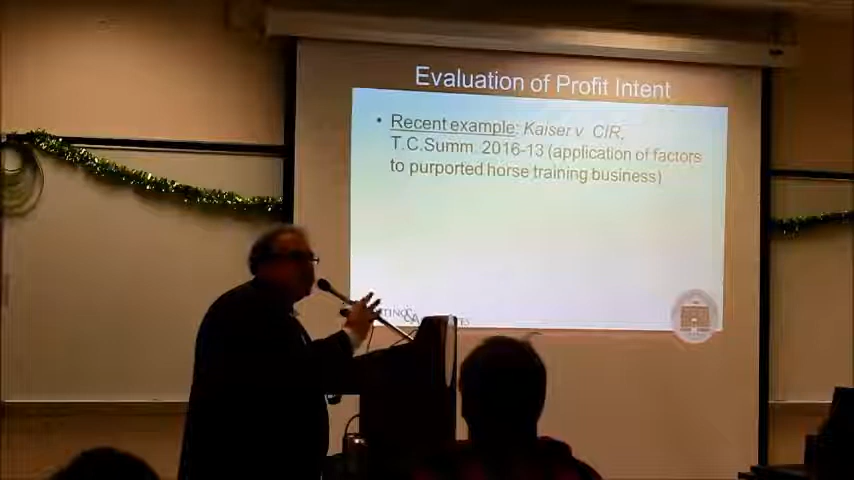 Evaluation of Profit Intent
• Recent example: Kaiser v. CIR,
T.C.Summ. 2016-13 (application of factors
to purported horse training business)